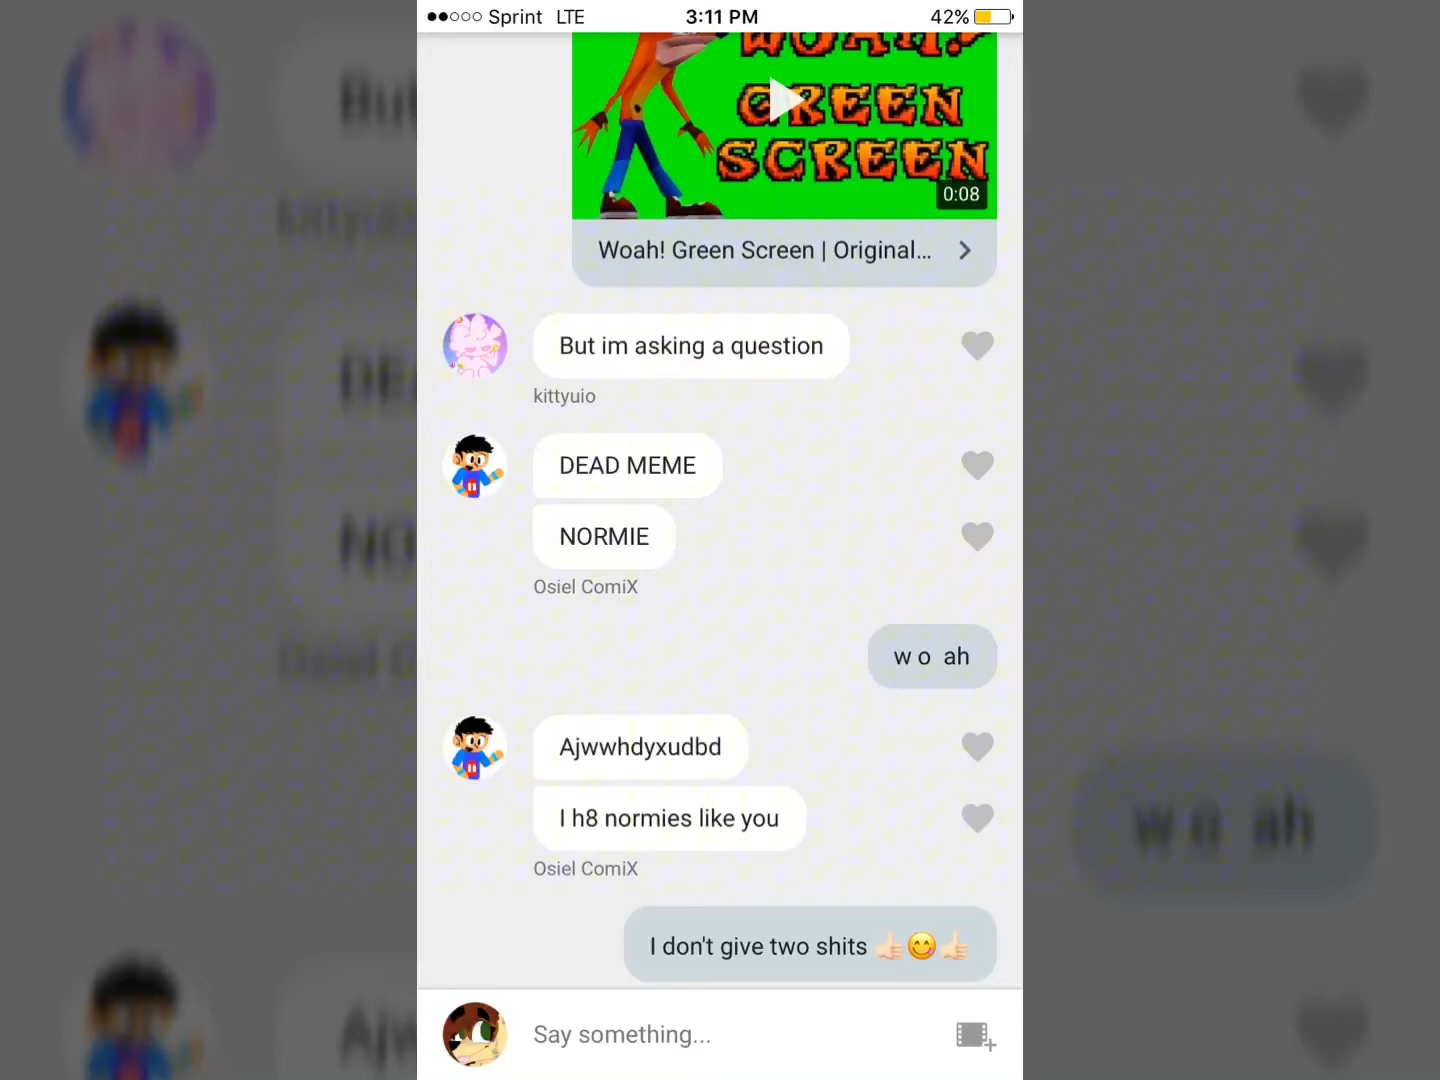 Sprint LTE 3:11 PM 42%
WOAH!
GREEN
SCREEN
0:08
Woah! Green Screen | Original...
But im asking a question
kittyuio
DEAD MEME
NORMIE
Osiel ComiX
w o  ah
Ajwwhdyxudbd
I h8 normies like you
Osiel ComiX
I don't give two shits 👍🏻😋👍🏻
Say something...